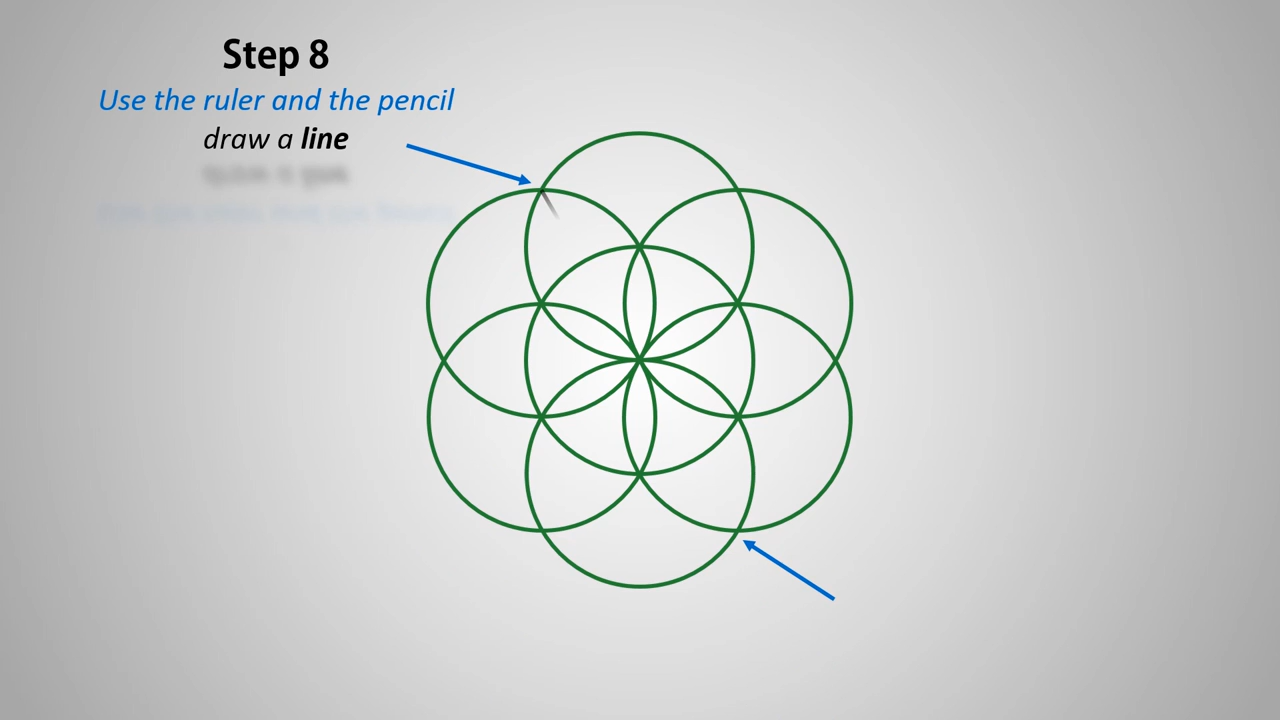 Step 8
Use the ruler and the pencil
draw a line